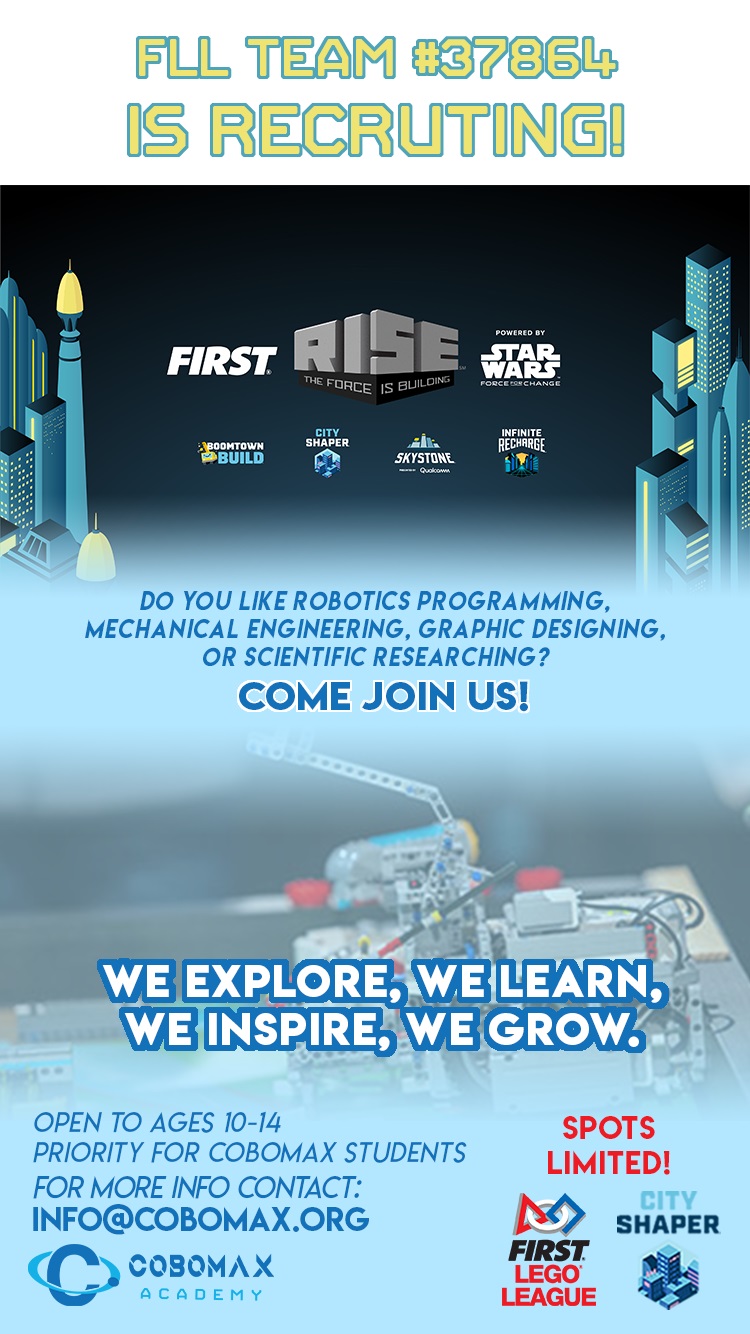 FLL TEAM #37864
IS RECRUTING!
POWERED BY
FIRST®
RISE℠
STAR
WARS
THE FORCE IS BUILDING
FORCE FOR CHANGE
BOOMTOWN
BUILD
CITY
SHAPER
SKYSTONE
PRESENTED BY Qualcomm
INFINITE
RECHARGE
DO YOU LIKE ROBOTICS PROGRAMMING,
MECHANICAL ENGINEERING, GRAPHIC DESIGNING,
OR SCIENTIFIC RESEARCHING?
COME JOIN US!
WE EXPLORE, WE LEARN,
WE INSPIRE, WE GROW.
OPEN TO AGES 10-14
PRIORITY FOR COBOMAX STUDENTS
FOR MORE INFO CONTACT:
INFO@COBOMAX.ORG
COBOMAX
ACADEMY
SPOTS
LIMITED!
FIRST®
LEGO®
LEAGUE
CITY
SHAPER